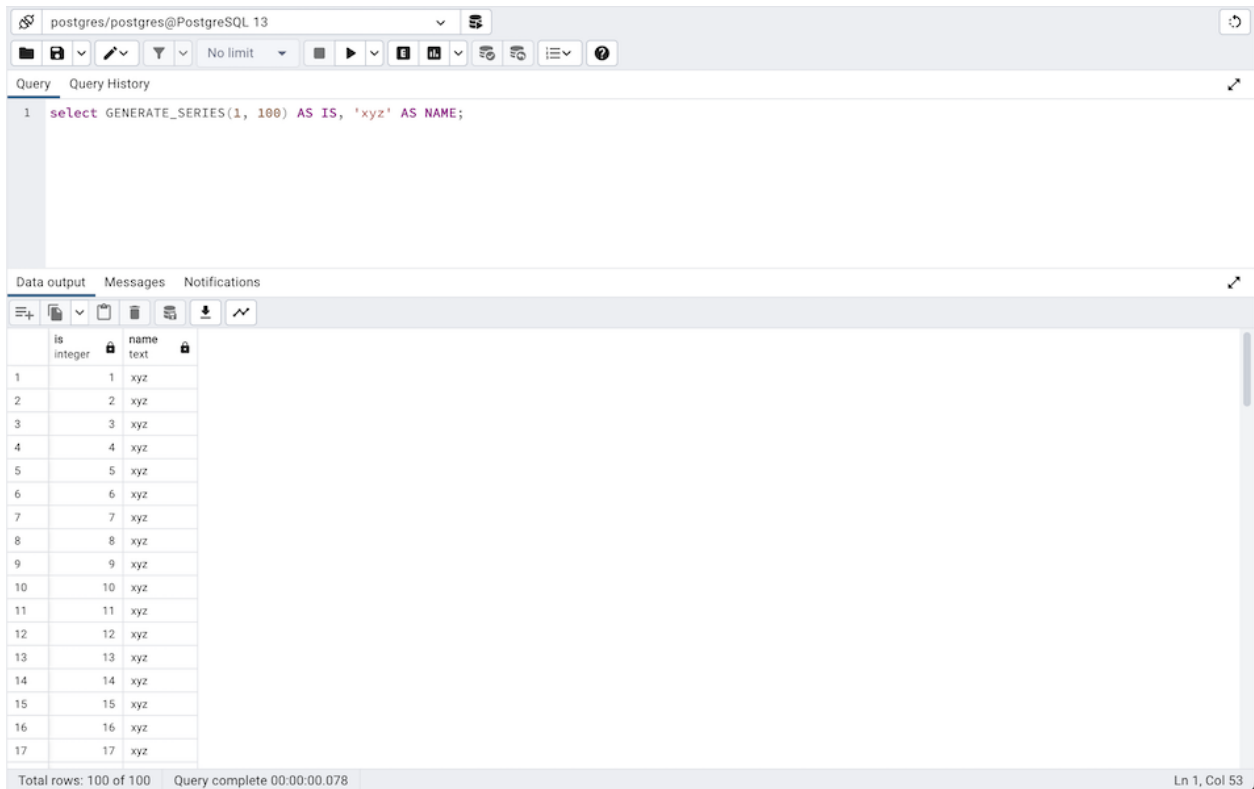 postgres/postgres@PostgreSQL 13
No limit
Query Query History
1 select GENERATE_SERIES(1, 100) AS IS, 'xyz' AS NAME;
Data output Messages Notifications
is name
integer text
1 1 xyz
2 2 xyz
3 3 xyz
4 4 xyz
5 5 xyz
6 6 xyz
7 7 xyz
8 8 xyz
9 9 xyz
10 10 xyz
11 11 xyz
12 12 xyz
13 13 xyz
14 14 xyz
15 15 xyz
16 16 xyz
17 17 xyz
Total rows: 100 of 100 Query complete 00:00:00.078 Ln 1, Col 53